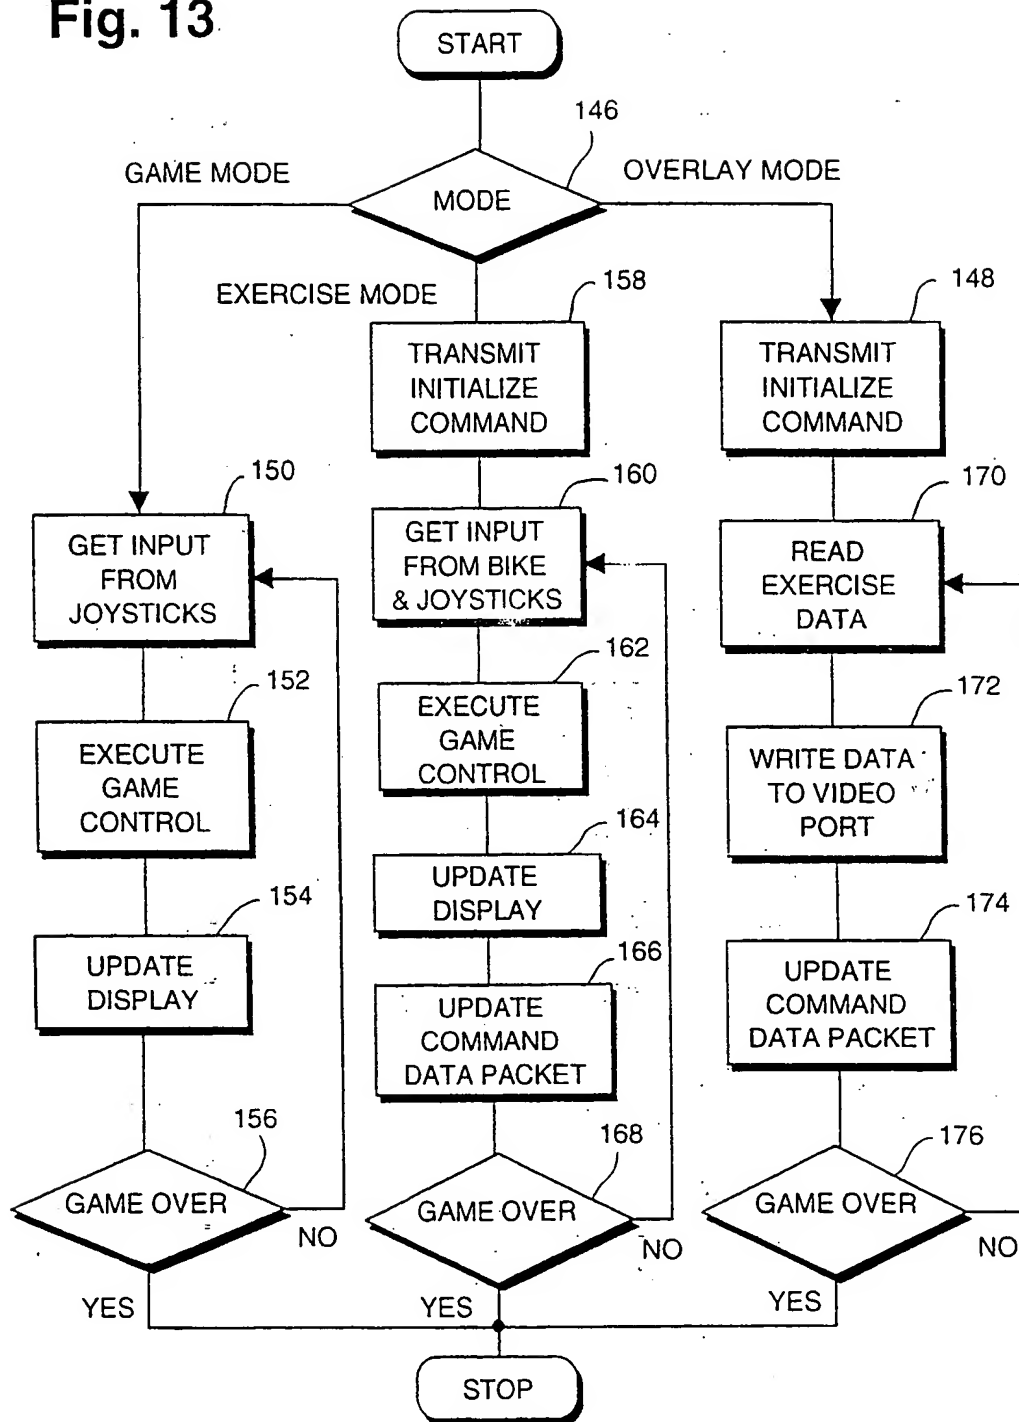 Fig. 13
START
146
GAME MODE
OVERLAY MODE
MODE
EXERCISE MODE
158
TRANSMIT
INITIALIZE
COMMAND
148
TRANSMIT
INITIALIZE
COMMAND
150
GET INPUT
FROM
JOYSTICKS
160
GET INPUT
FROM BIKE
& JOYSTICKS
170
READ
EXERCISE
DATA
152
EXECUTE
GAME
CONTROL
162
EXECUTE
GAME
CONTROL
172
WRITE DATA
TO VIDEO
PORT
154
UPDATE
DISPLAY
164
UPDATE
DISPLAY
166
UPDATE
COMMAND
DATA PACKET
174
UPDATE
COMMAND
DATA PACKET
156
GAME OVER
NO
YES
168
GAME OVER
NO
YES
176
GAME OVER
NO
YES
STOP